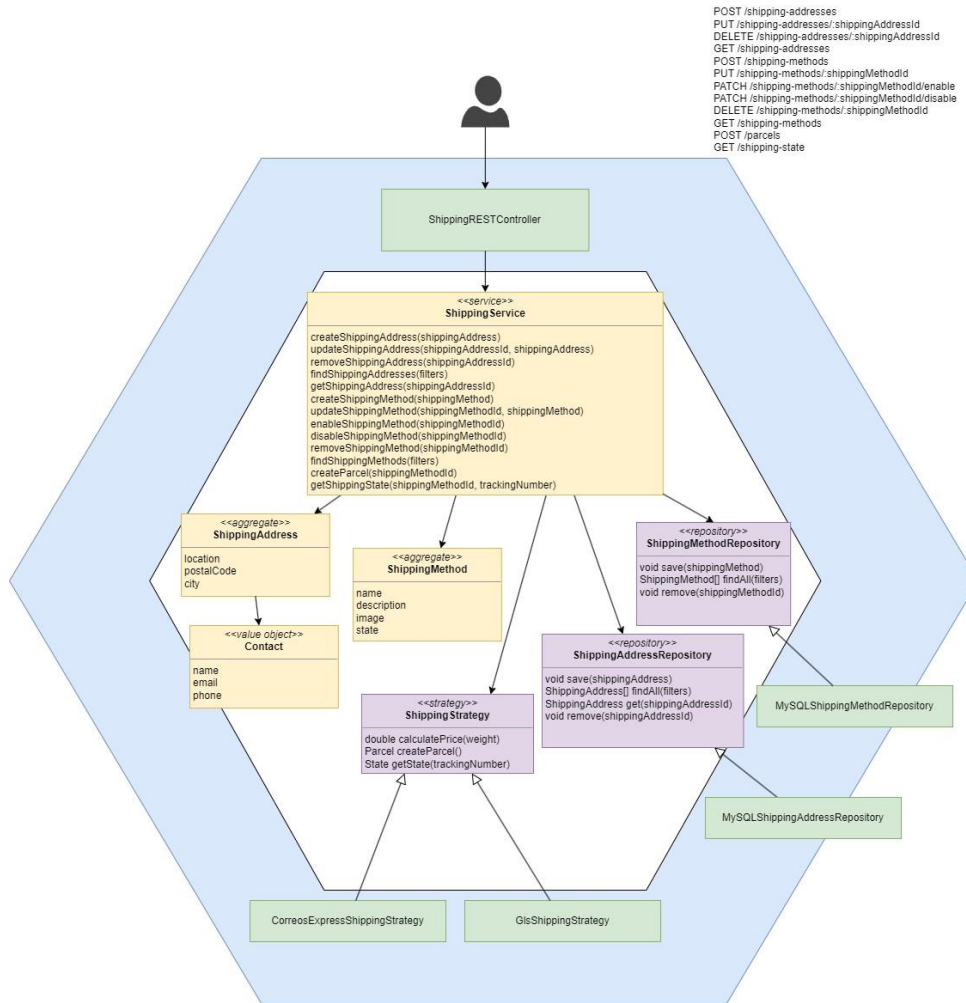 POST /shipping-addresses
PUT /shipping-addresses/:shippingAddressId
DELETE /shipping-addresses/:shippingAddressId
GET /shipping-addresses
POST /shipping-methods
PUT /shipping-methods/:shippingMethodId
PATCH /shipping-methods/:shippingMethodId/enable
PATCH /shipping-methods/:shippingMethodId/disable
DELETE /shipping-methods/:shippingMethodId
GET /shipping-methods
POST /parcels
GET /shipping-state
ShippingRESTController
<<service>>
ShippingService
createShippingAddress(shippingAddress)
updateShippingAddress(shippingAddressId, shippingAddress)
removeShippingAddress(shippingAddressId)
findShippingAddresses(filters)
getShippingAddress(shippingAddressId)
createShippingMethod(shippingMethod)
updateShippingMethod(shippingMethodId, shippingMethod)
enableShippingMethod(shippingMethodId)
disableShippingMethod(shippingMethodId)
removeShippingMethod(shippingMethodId)
findShippingMethods(filters)
createParcel(shippingMethodId)
getShippingState(shippingMethodId, trackingNumber)
<<aggregate>>
ShippingAddress
location
postalCode
city
<<value object>>
Contact
name
email
phone
<<aggregate>>
ShippingMethod
name
description
image
state
<<strategy>>
ShippingStrategy
double calculatePrice(weight)
Parcel createParcel()
State getState(trackingNumber)
<<repository>>
ShippingAddressRepository
void save(shippingAddress)
ShippingAddress[] findAll(filters)
ShippingAddress get(shippingAddressId)
void remove(shippingAddressId)
<<repository>>
ShippingMethodRepository
void save(shippingMethod)
ShippingMethod[] findAll(filters)
void remove(shippingMethodId)
MySQLShippingMethodRepository
MySQLShippingAddressRepository
CorreosExpressShippingStrategy
GlsShippingStrategy